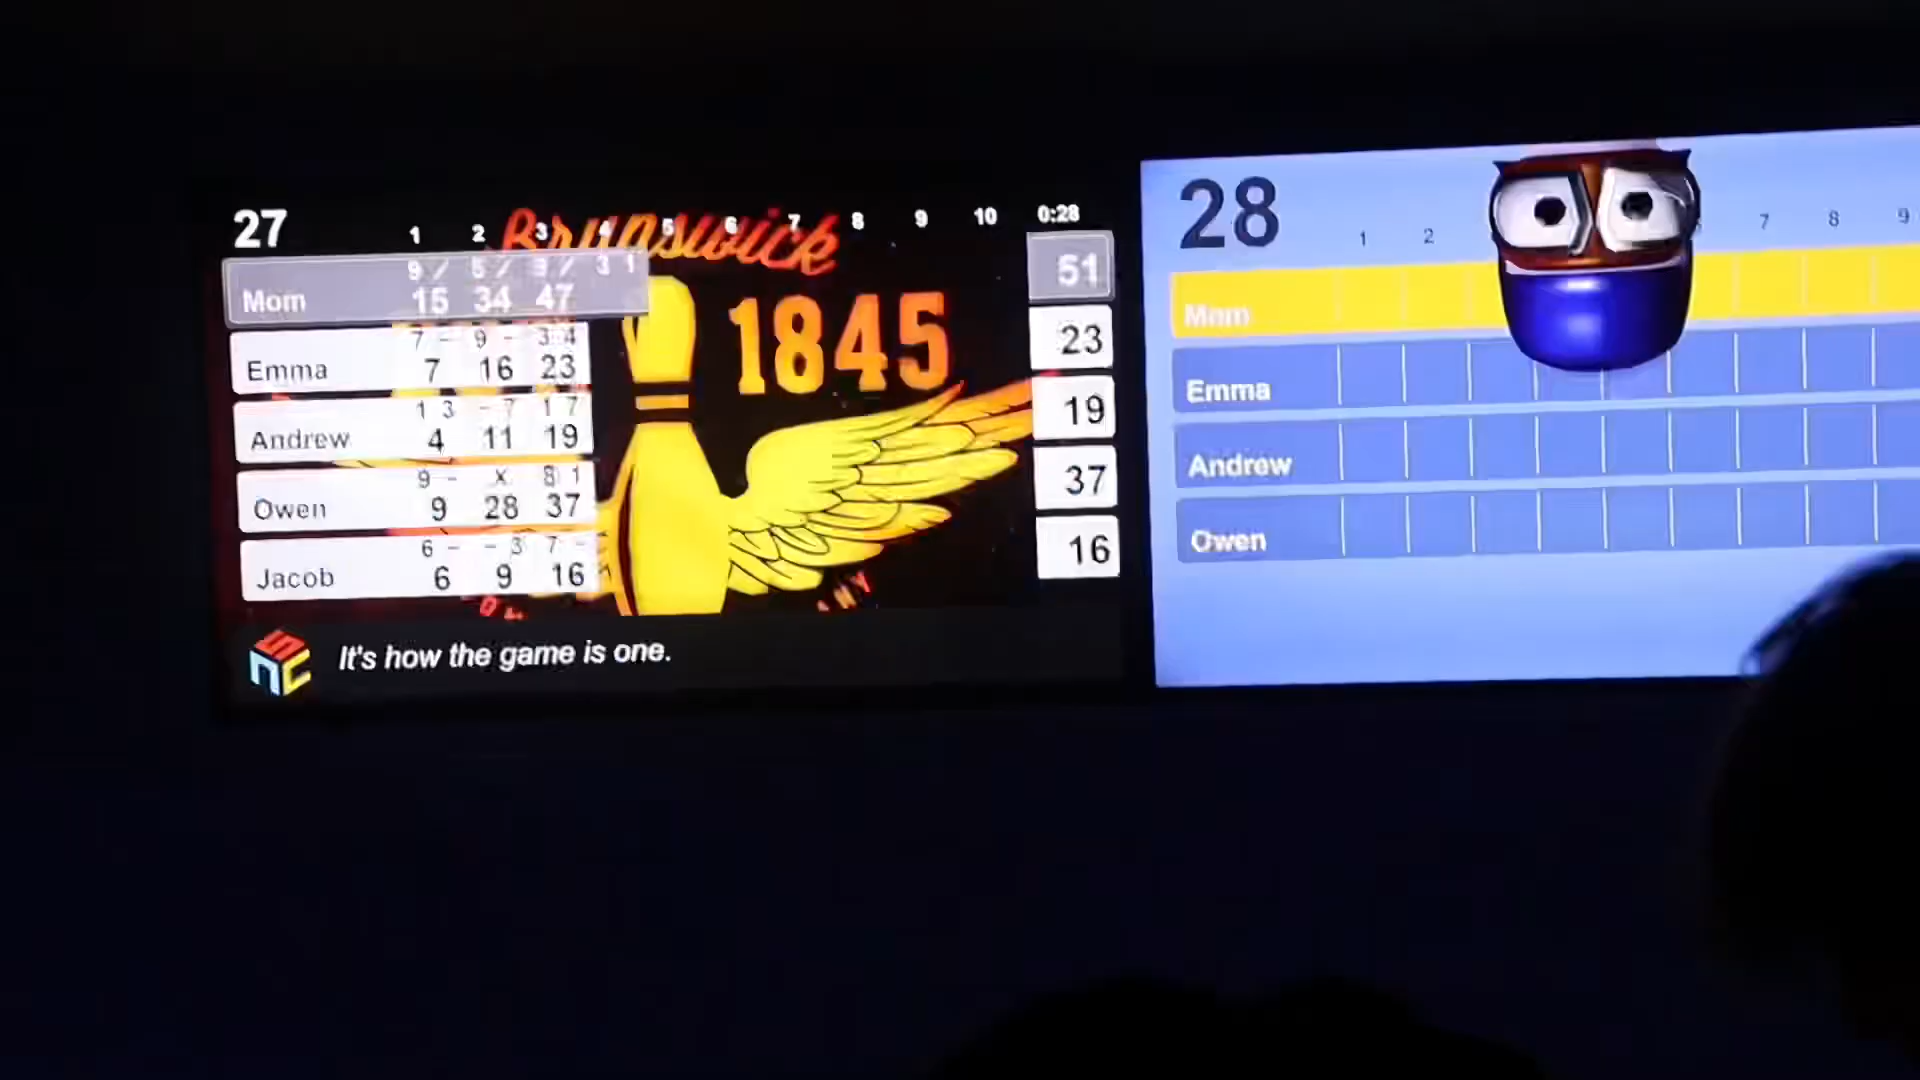 27 1 2 3 4 5 6 7 8 9 10 0:28
Brunswick
1845
9 / 5 / 3 / 3 1
Mom 15 34 47 51
7 - 9 - 3 4
Emma 7 16 23 23
1 3 - 7 1 7
Andrew 4 11 19 19
9 - X 8 1
Owen 9 28 37 37
6 - - 3 7 -
Jacob 6 9 16 16
snc It's how the game is one.
28 1 2 7 8 9
Mom
Emma
Andrew
Owen